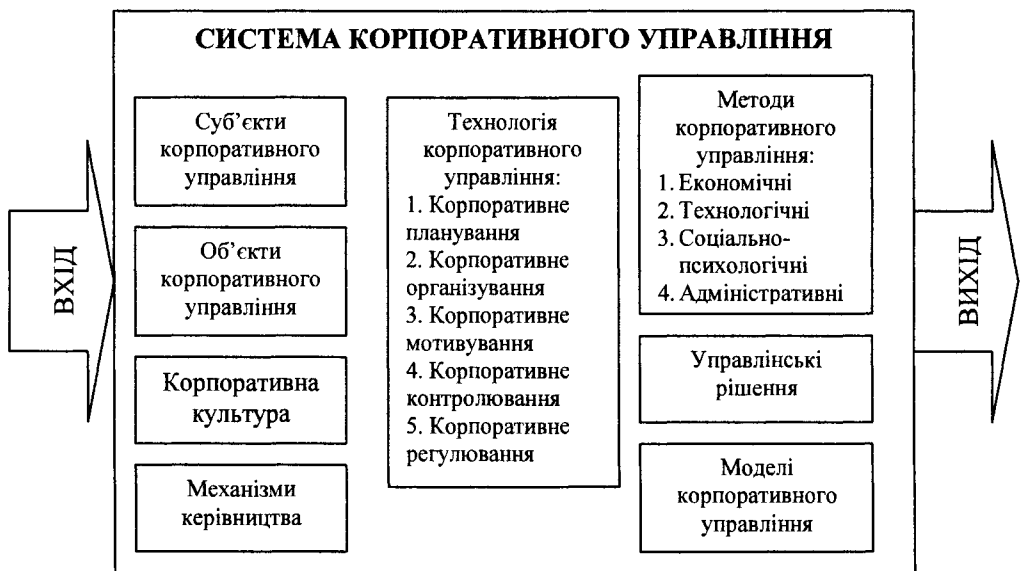 СИСТЕМА КОРПОРАТИВНОГО УПРАВЛІННЯ
ВХІД
Суб’єкти
корпоративного
управління
Об’єкти
корпоративного
управління
Корпоративна
культура
Механізми
керівництва
Технологія
корпоративного
управління:
1. Корпоративне
планування
2. Корпоративне
організування
3. Корпоративне
мотивування
4. Корпоративне
контролювання
5. Корпоративне
регулювання
Методи
корпоративного
управління:
1. Економічні
2. Технологічні
3. Соціально-
психологічні
4. Адміністративні
Управлінські
рішення
Моделі
корпоративного
управління
ВИХІД